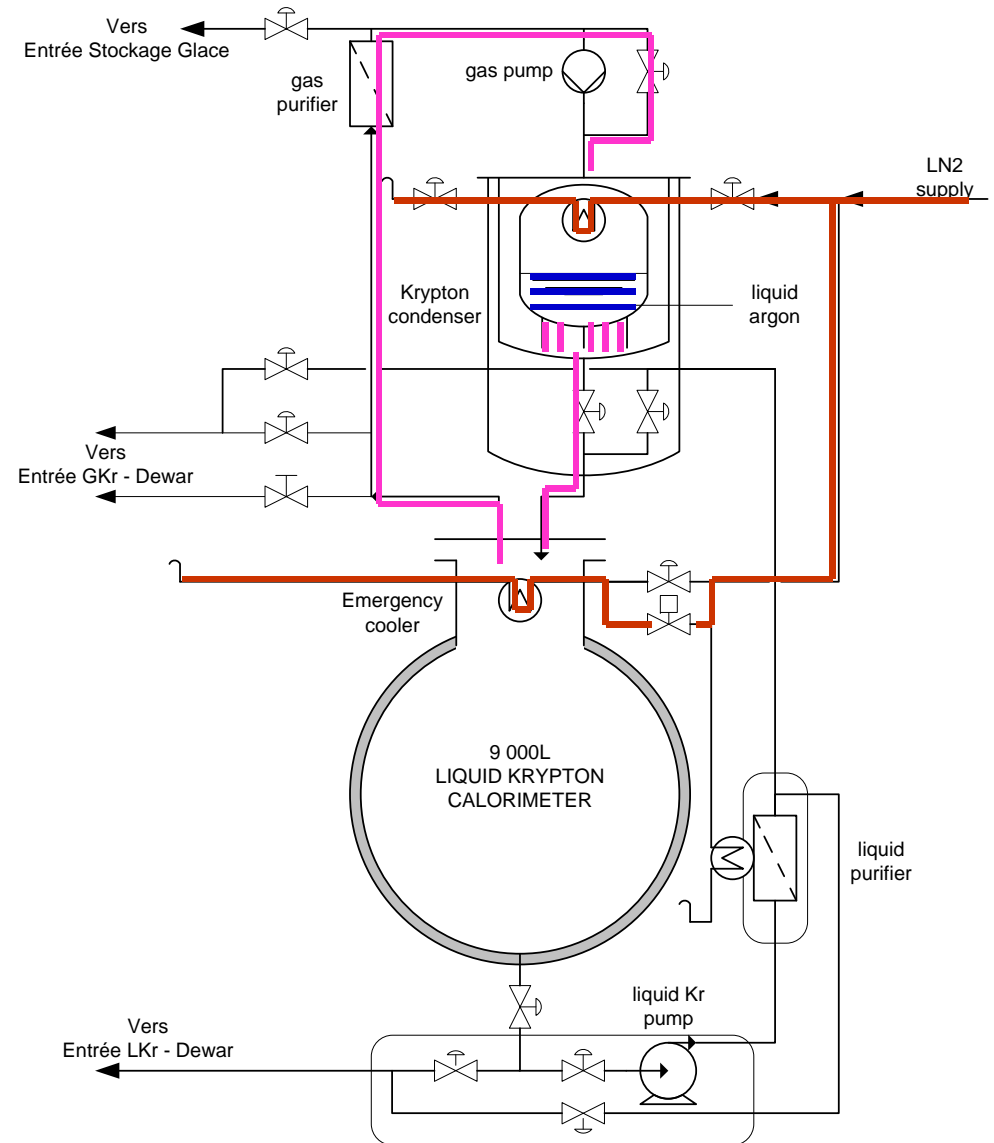 Vers
Entrée Stockage Glace
gas
purifier
gas pump
LN2
supply
Krypton
condenser
liquid
argon
Vers
Entrée GKr - Dewar
Emergency
cooler
9 000L
LIQUID KRYPTON
CALORIMETER
liquid
purifier
liquid Kr
pump
Vers
Entrée LKr - Dewar